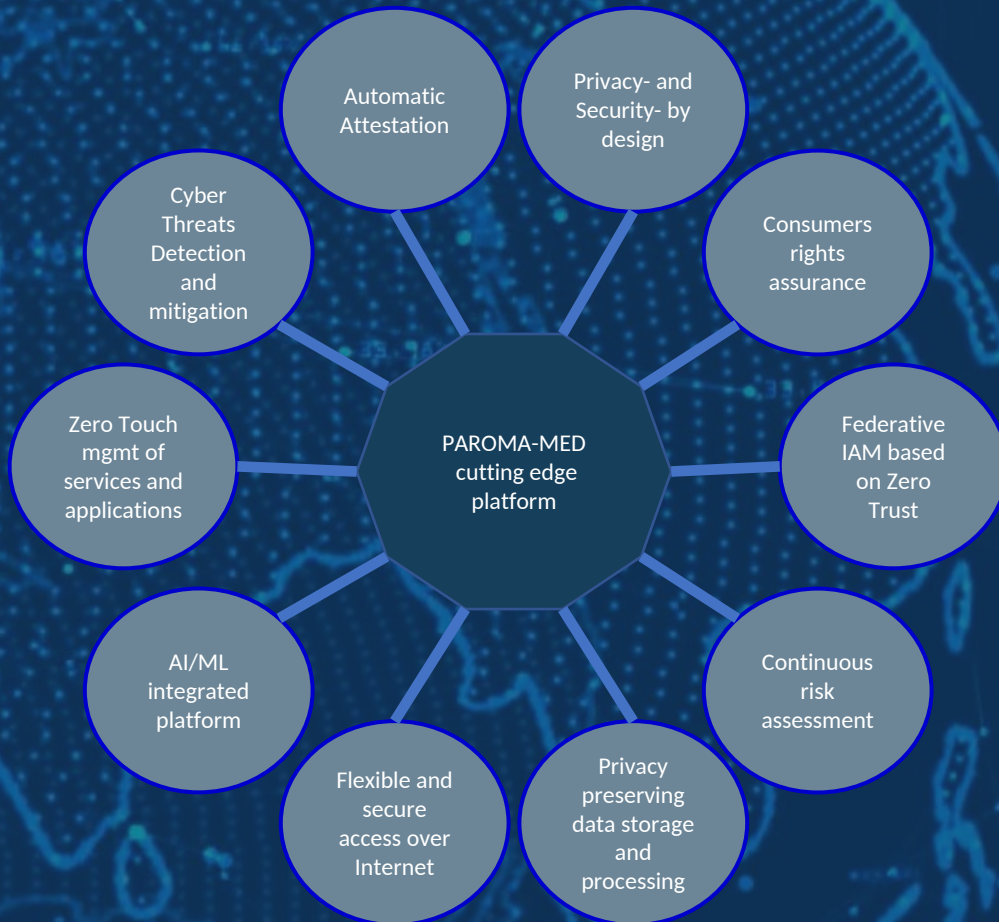 Automatic
Attestation
Privacy- and
Security- by
design
Cyber
Threats
Detection
and
mitigation
Consumers
rights
assurance
Zero Touch
mgmt of
services and
applications
PAROMA-MED
cutting edge
platform
Federative
IAM based
on Zero
Trust
AI/ML
integrated
platform
Continuous
risk
assessment
Flexible and
secure
access over
Internet
Privacy
preserving
data storage
and
processing